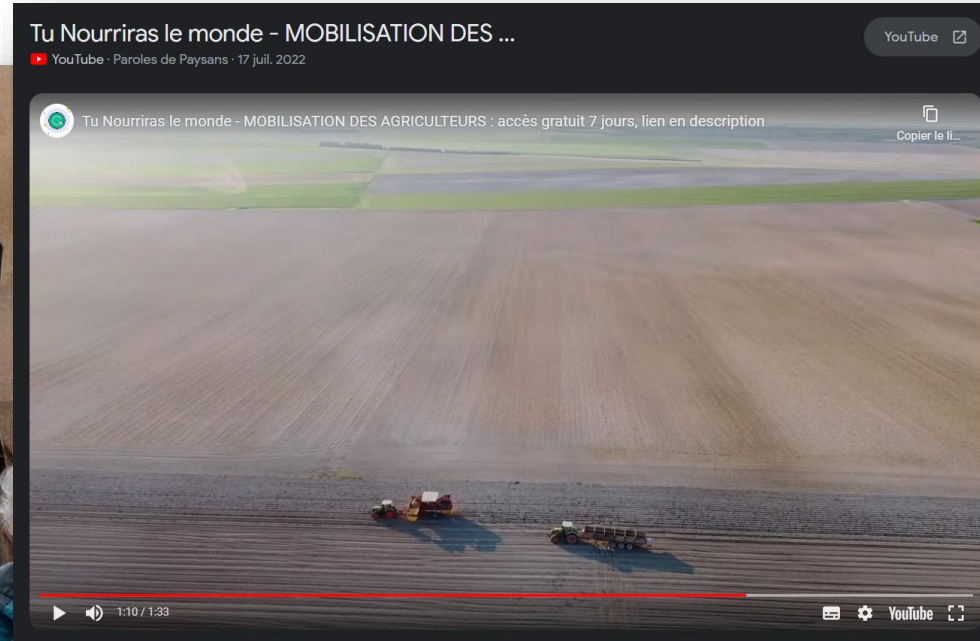 Tu Nourriras le monde - MOBILISATION DES ...
YouTube
YouTube · Paroles de Paysans · 17 juil. 2022
Tu Nourriras le monde - MOBILISATION DES AGRICULTEURS : accès gratuit 7 jours, lien en description
Copier le li...
1:10 / 1:33
YouTube